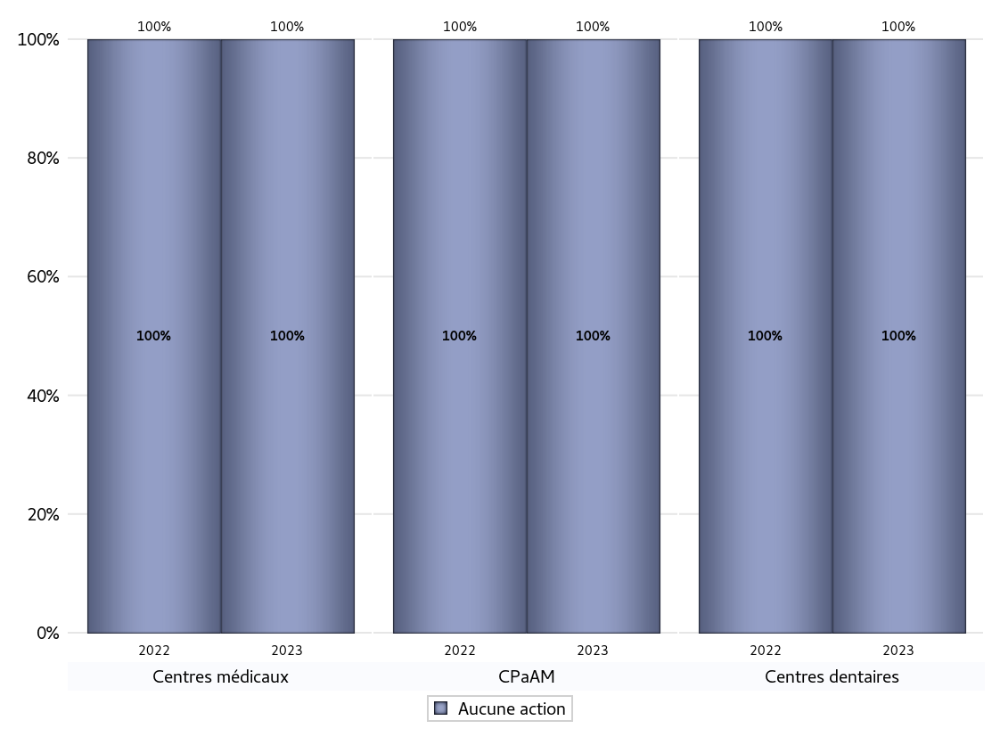 100% 100% 100% 100% 100% 100%
100%
80%
60%
100% 100% 100% 100% 100% 100%
40%
20%
0%
2022 2023 2022 2023 2022 2023
Centres médicaux CPaAM Centres dentaires
Aucune action